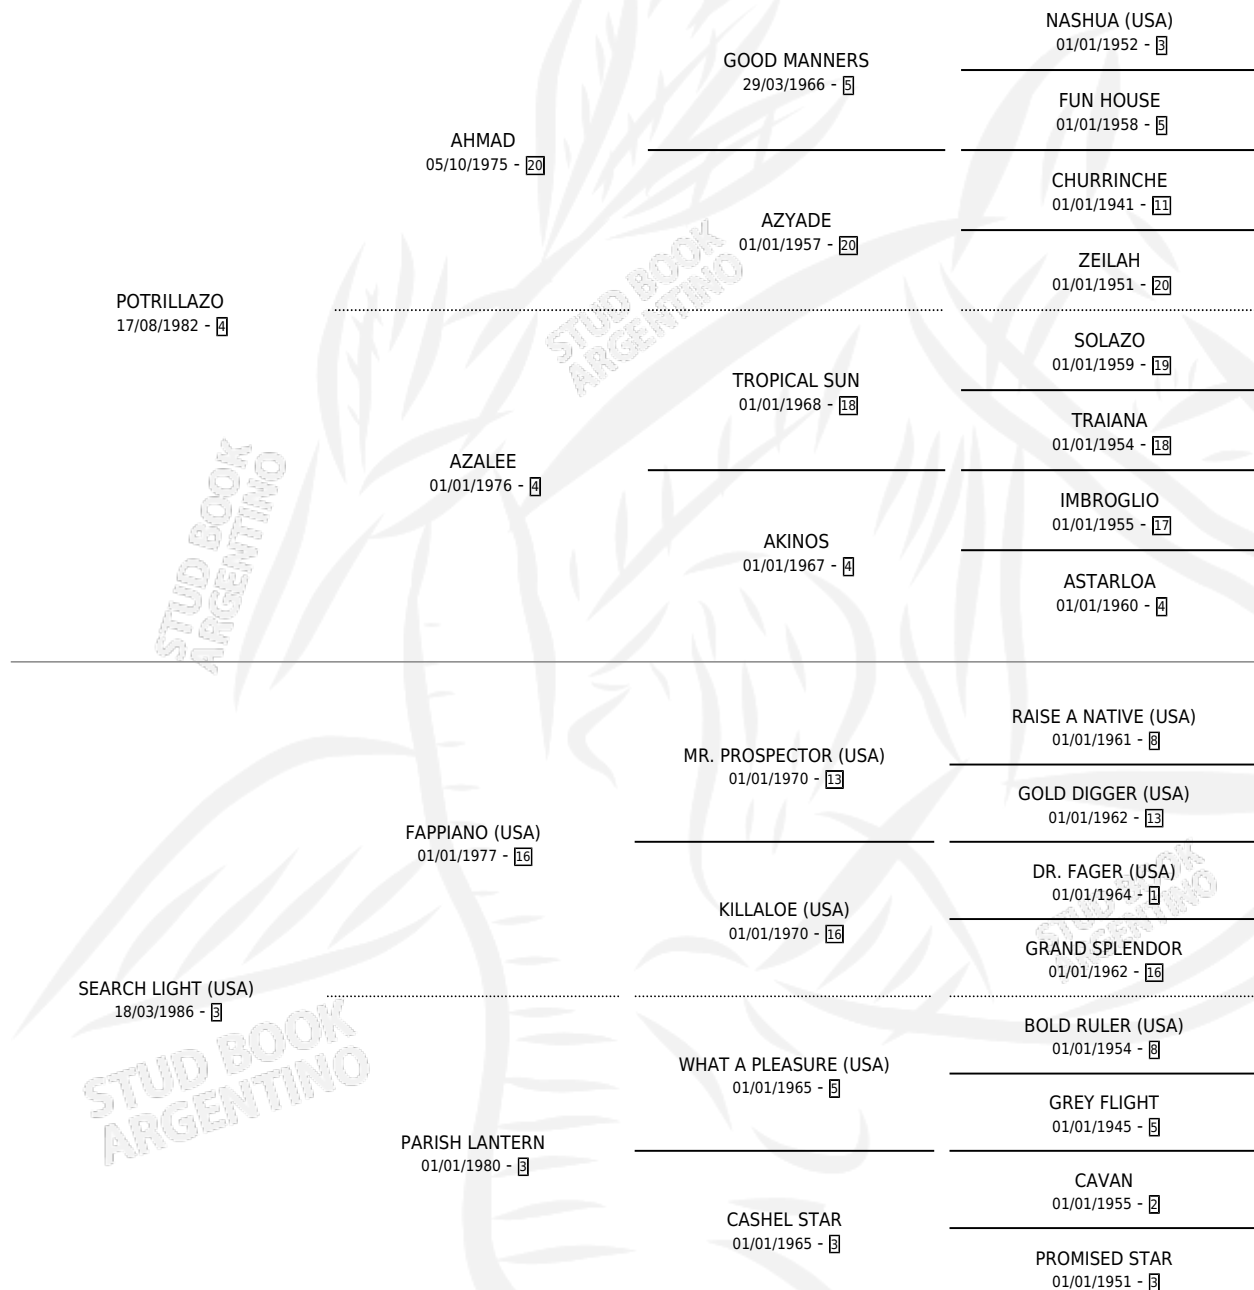 NASHUA (USA)
01/01/1952 - 3
GOOD MANNERS
29/03/1966 - 5
FUN HOUSE
01/01/1958 - 5
AHMAD
05/10/1975 - 20
CHURRINCHE
01/01/1941 - 11
AZYADE
01/01/1957 - 20
ZEILAH
01/01/1951 - 20
POTRILLAZO
17/08/1982 - 4
SOLAZO
01/01/1959 - 19
TROPICAL SUN
01/01/1968 - 18
TRAIANA
01/01/1954 - 18
AZALEE
01/01/1976 - 4
IMBROGLIO
01/01/1955 - 17
AKINOS
01/01/1967 - 4
ASTARLOA
01/01/1960 - 4
STUD BOOK
ARGENTINO
STUD BOOK
ARGENTINO
RAISE A NATIVE (USA)
01/01/1961 - 8
MR. PROSPECTOR (USA)
01/01/1970 - 13
GOLD DIGGER (USA)
01/01/1962 - 13
FAPPIANO (USA)
01/01/1977 - 16
DR. FAGER (USA)
01/01/1964 - 1
KILLALOE (USA)
01/01/1970 - 16
GRAND SPLENDOR
01/01/1962 - 16
SEARCH LIGHT (USA)
18/03/1986 - 3
BOLD RULER (USA)
01/01/1954 - 8
WHAT A PLEASURE (USA)
01/01/1965 - 5
GREY FLIGHT
01/01/1945 - 5
PARISH LANTERN
01/01/1980 - 3
CAVAN
01/01/1955 - 2
CASHEL STAR
01/01/1965 - 3
PROMISED STAR
01/01/1951 - 3
STUD BOOK
ARGENTINO
STUD BOOK
ARGENTINO